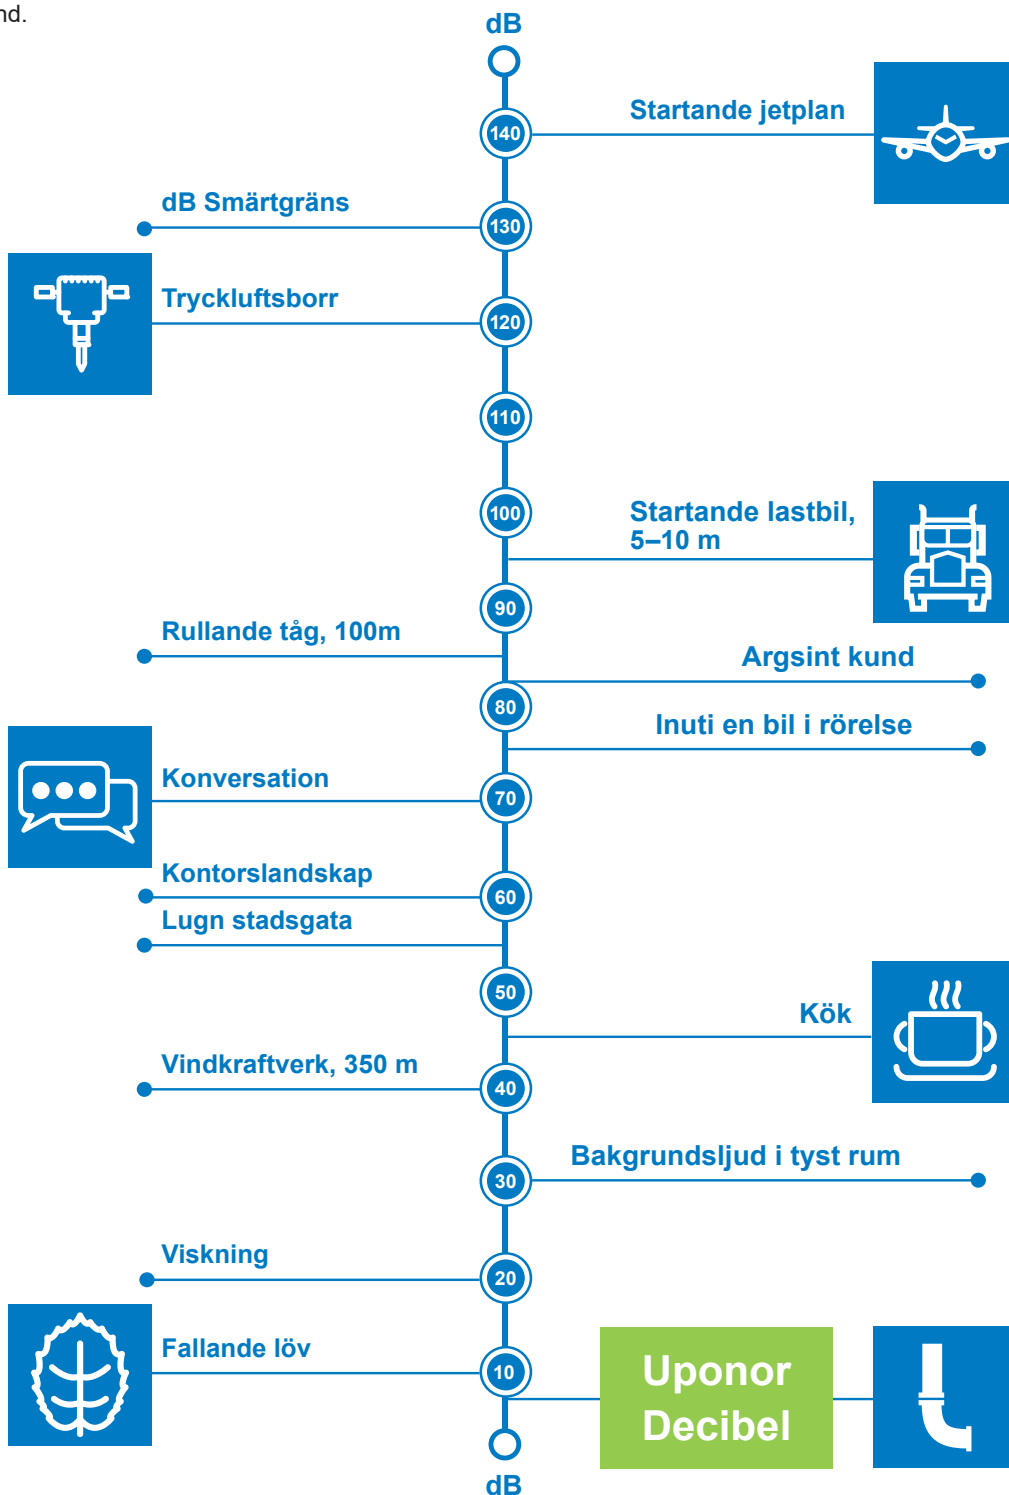 nd.
dB
Startande jetplan
140
dB Smärtgräns
130
Tryckluftsborr
120
110
100
Startande lastbil,
5–10 m
90
Rullande tåg, 100m
Argsint kund
80
Inuti en bil i rörelse
Konversation
70
Kontorslandskap
60
Lugn stadsgata
50
Kök
Vindkraftverk, 350 m
40
Bakgrundsljud i tyst rum
30
Viskning
20
Fallande löv
10
Uponor
Decibel
dB